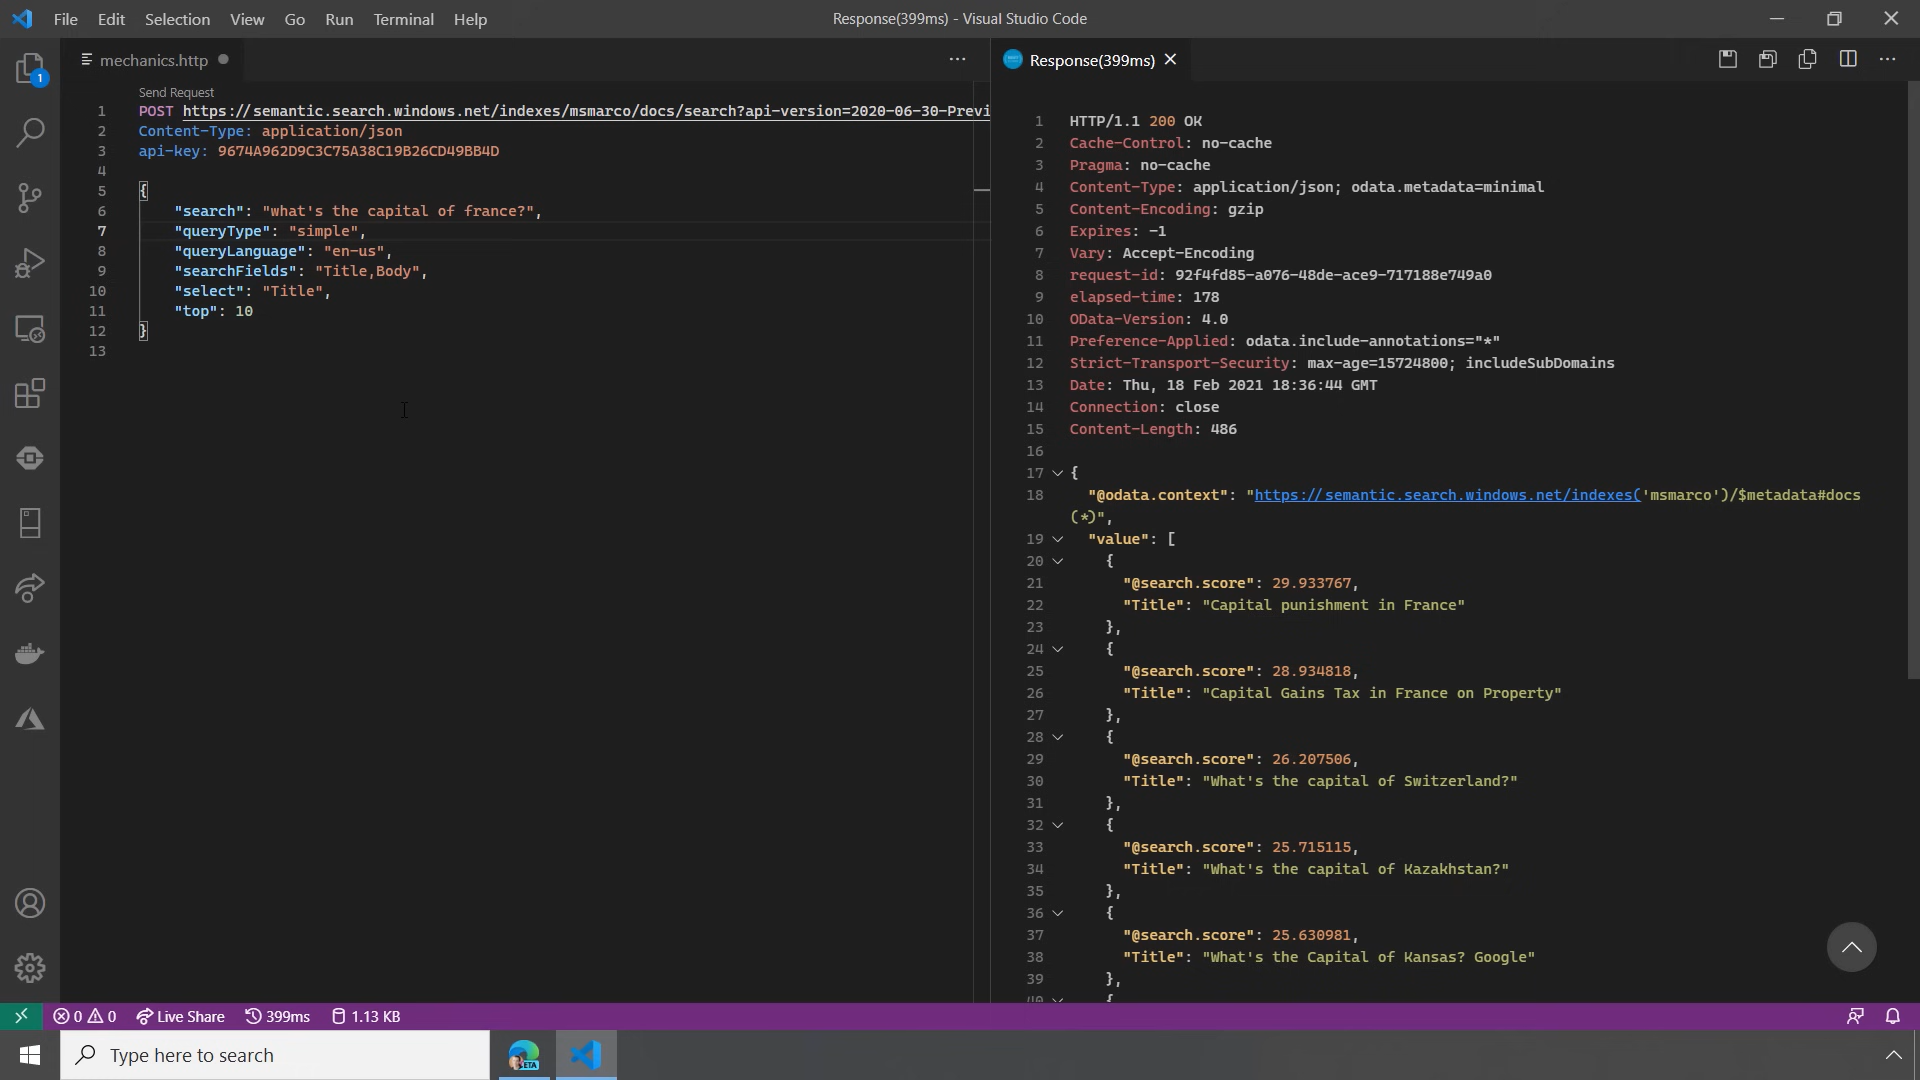 File Edit Selection View Go Run Terminal Help
Response(399ms) - Visual Studio Code
1
mechanics.http
Send Request
1 POST https://semantic.search.windows.net/indexes/msmarco/docs/search?api-version=2020-06-30-Previ
2 Content-Type: application/json
3 api-key: 9674A962D9C3C75A38C19B26CD49BB4D
4
5 {
6 "search": "what's the capital of france?",
7 "queryType": "simple",
8 "queryLanguage": "en-us",
9 "searchFields": "Title,Body",
10 "select": "Title",
11 "top": 10
12 }
13
Response(399ms)
1 HTTP/1.1 200 OK
2 Cache-Control: no-cache
3 Pragma: no-cache
4 Content-Type: application/json; odata.metadata=minimal
5 Content-Encoding: gzip
6 Expires: -1
7 Vary: Accept-Encoding
8 request-id: 92f4fd85-a076-48de-ace9-717188e749a0
9 elapsed-time: 178
10 OData-Version: 4.0
11 Preference-Applied: odata.include-annotations="*"
12 Strict-Transport-Security: max-age=15724800; includeSubDomains
13 Date: Thu, 18 Feb 2021 18:36:44 GMT
14 Connection: close
15 Content-Length: 486
16
17 {
18 "@odata.context": "https://semantic.search.windows.net/indexes('msmarco')/$metadata#docs
(*)",
19 "value": [
20 {
21 "@search.score": 29.933767,
22 "Title": "Capital punishment in France"
23 },
24 {
25 "@search.score": 28.934818,
26 "Title": "Capital Gains Tax in France on Property"
27 },
28 {
29 "@search.score": 26.207506,
30 "Title": "What's the capital of Switzerland?"
31 },
32 {
33 "@search.score": 25.715115,
34 "Title": "What's the capital of Kazakhstan?"
35 },
36 {
37 "@search.score": 25.630981,
38 "Title": "What's the Capital of Kansas? Google"
39 },
40 {
0 0 Live Share 399ms 1.13 KB
Type here to search
BETA